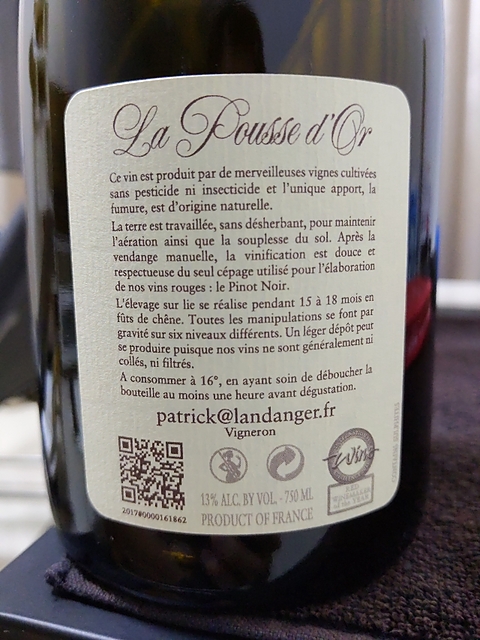 La Pousse d'Or
Ce vin est produit par de merveilleuses vignes cultivées
sans pesticide ni insecticide et l'unique apport, la
fumure, est d'origine naturelle.
La terre est travaillée, sans désherbant, pour maintenir
l'aération ainsi que la souplesse du sol. Après la
vendange manuelle, la vinification est douce et
respectueuse du seul cépage utilisé pour l'élaboration
de nos vins rouges : le Pinot Noir.
L'élevage sur lie se réalise pendant 15 à 18 mois en
fûts de chêne. Toutes les manipulations se font par
gravité sur six niveaux différents. Un léger dépôt peut
se produire puisque nos vins ne sont généralement ni
collés, ni filtrés.
A consommer à 16°, en ayant soin de déboucher la
bouteille au moins une heure avant dégustation.
patrick@landanger.fr
Vigneron
Wine
2017#0000161862
13% ALC. BY VOL. - 750 ML
PRODUCT OF FRANCE